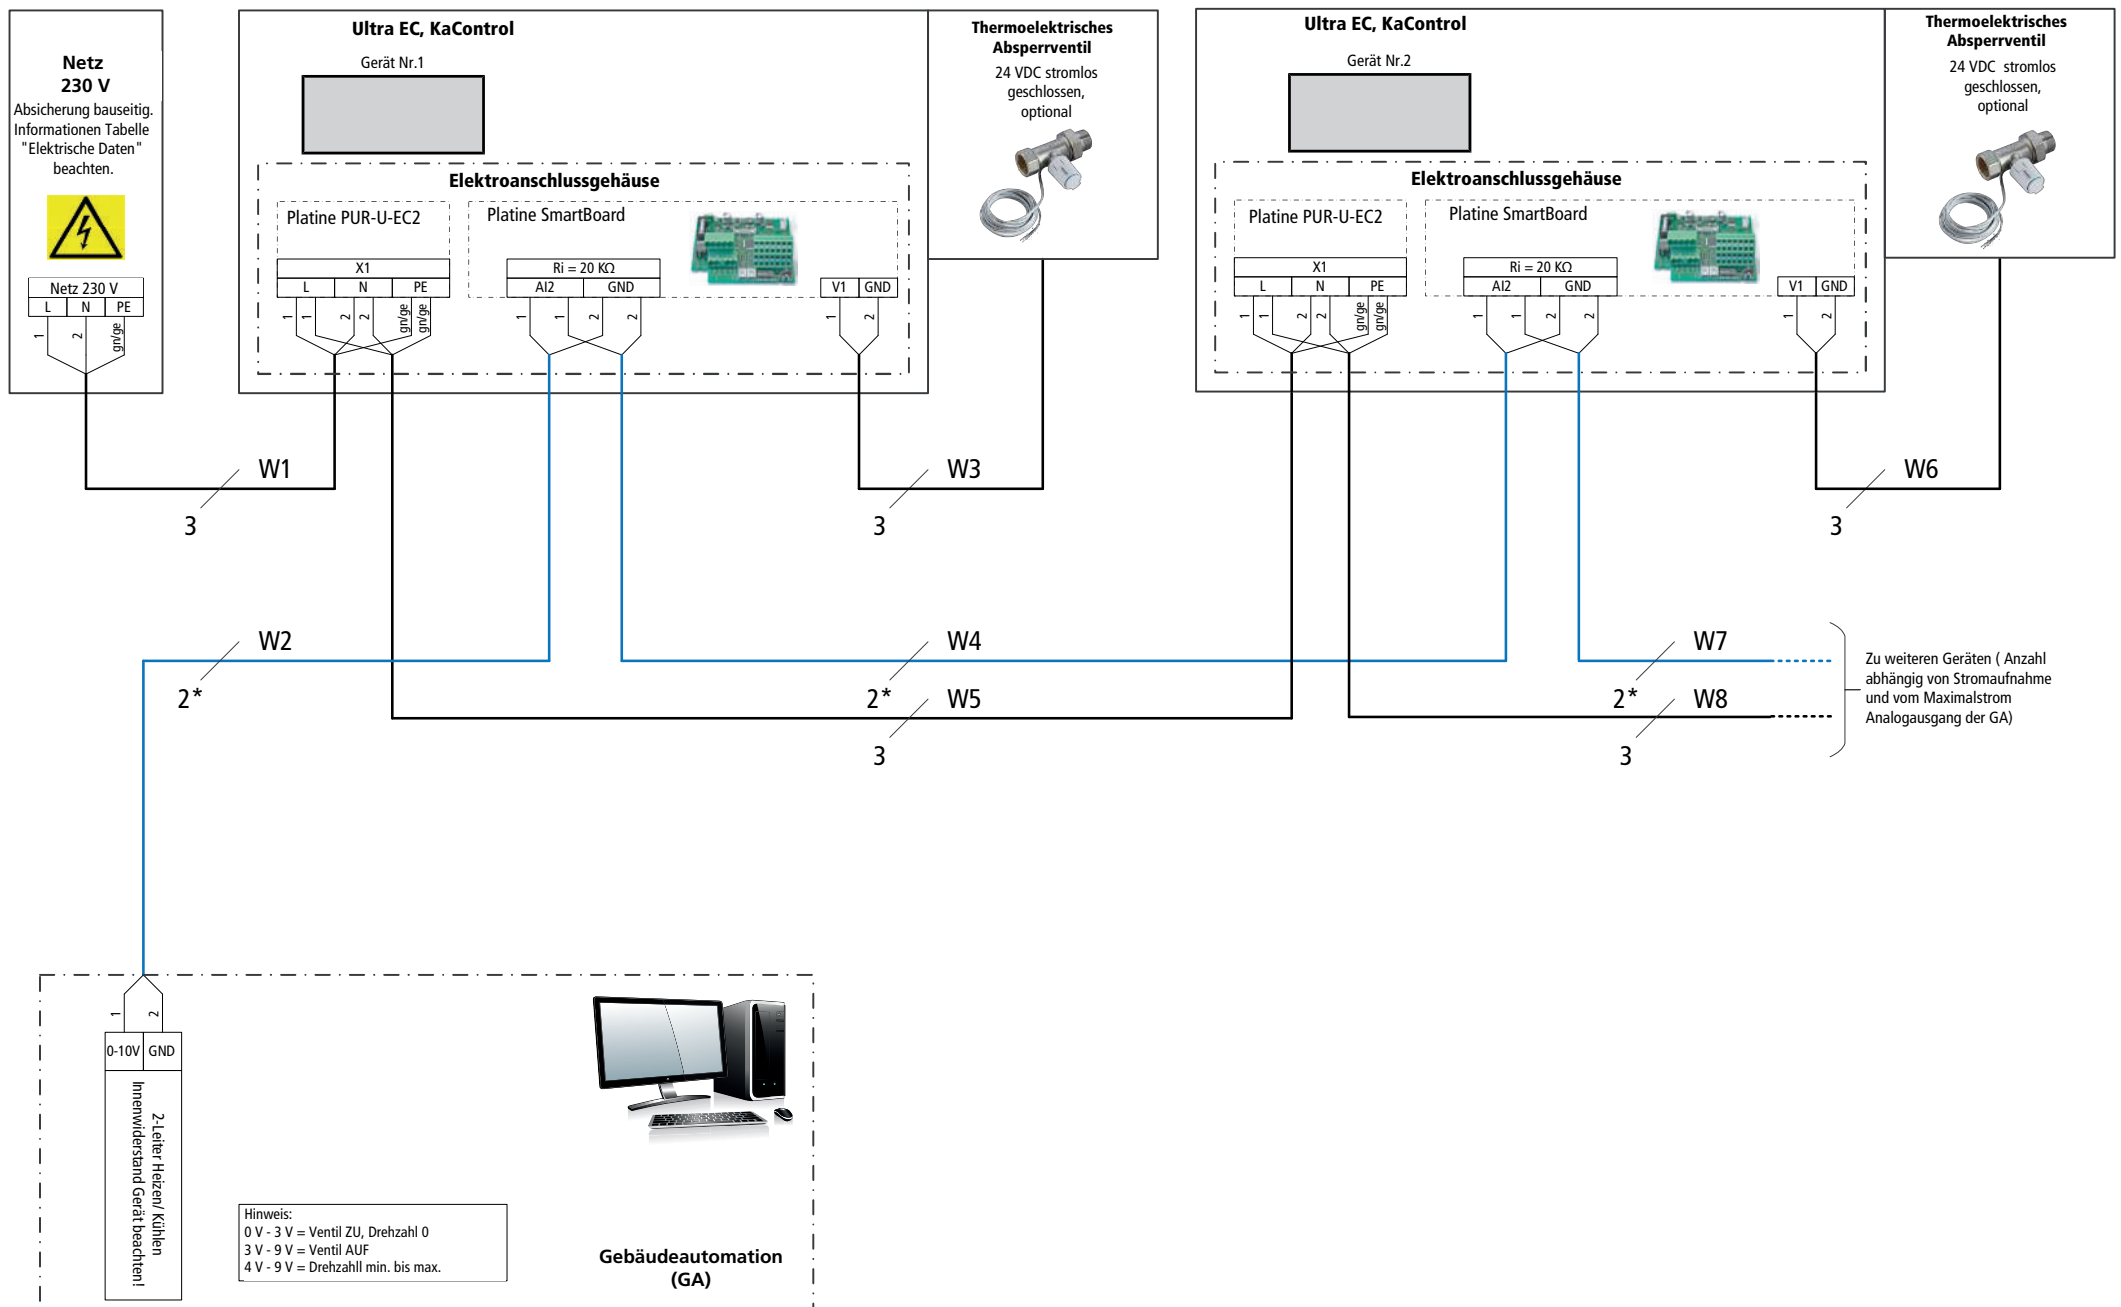 Netz
230 V
Absicherung bauseitig.
Informationen Tabelle
"Elektrische Daten"
beachten.
Netz 230 V
L N PE
1 2 gn/ge
Ultra EC, KaControl
Gerät Nr.1
Elektroanschlussgehäuse
Platine PUR-U-EC2
Platine SmartBoard
X1
L N PE
1 1 2 2 gn/ge gn/ge
Ri = 20 KΩ
AI2 GND
1 1 2 2
V1 GND
1 2
Thermoelektrisches
Absperrventil
24 VDC stromlos
geschlossen,
optional
Ultra EC, KaControl
Gerät Nr.2
Elektroanschlussgehäuse
Platine PUR-U-EC2
Platine SmartBoard
X1
L N PE
1 1 2 2 gn/ge gn/ge
Ri = 20 KΩ
AI2 GND
1 1 2 2
V1 GND
1 2
Thermoelektrisches
Absperrventil
24 VDC stromlos
geschlossen,
optional
W1
3
W3
3
W6
3
W2
2*
W4
2*
W5
3
W7
2*
W8
3
Zu weiteren Geräten ( Anzahl
abhängig von Stromaufnahme
und vom Maximalstrom
Analogausgang der GA)
1 2
0-10V GND
2-Leiter Heizen/ Kühlen
Innenwiderstand Gerät beachten!
Hinweis:
0 V - 3 V = Ventil ZU, Drehzahl 0
3 V - 9 V = Ventil AUF
4 V - 9 V = Drehzahll min. bis max.
Gebäudeautomation
(GA)